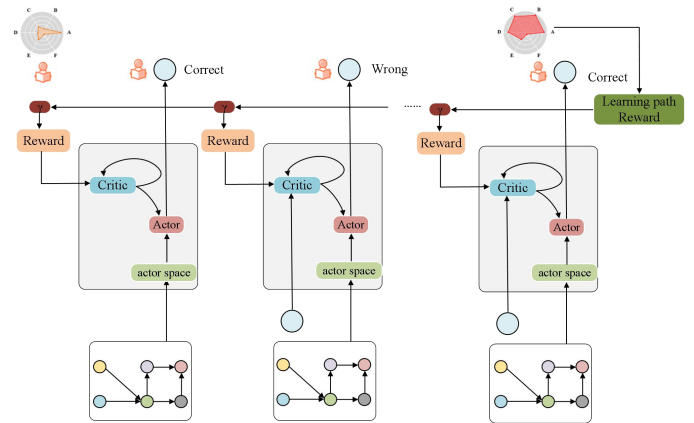 C B
D A
E F
C B
D A
E F
Correct
Wrong
Correct
γ
γ
......
γ
Learning path
Reward
Reward
Reward
Reward
Critic
Critic
Critic
Actor
Actor
Actor
actor space
actor space
actor space